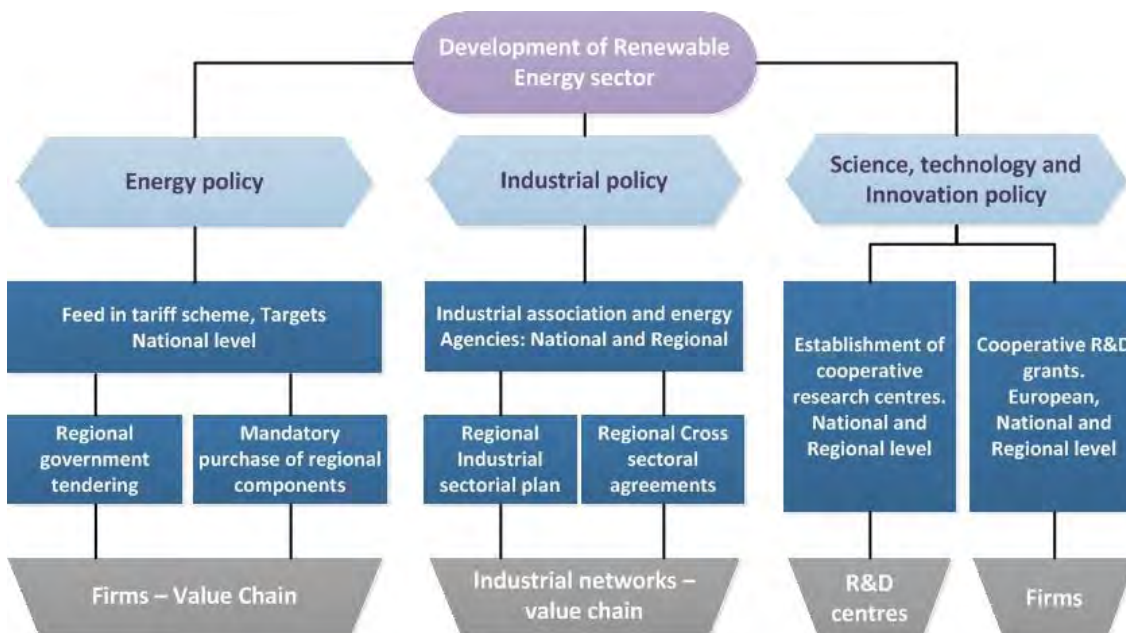 Development of Renewable
Energy sector
Energy policy
Industrial policy
Science, technology and
Innovation policy
Feed in tariff scheme, Targets
National level
Industrial association and energy
Agencies: National and Regional
Establishment of
cooperative
research centres.
National and
Regional level
Cooperative R&D
grants.
European,
National and
Regional level
Regional
government
tendering
Mandatory
purchase of regional
components
Regional
Industrial
sectorial plan
Regional Cross
sectoral
agreements
Firms – Value Chain
Industrial networks –
value chain
R&D
centres
Firms